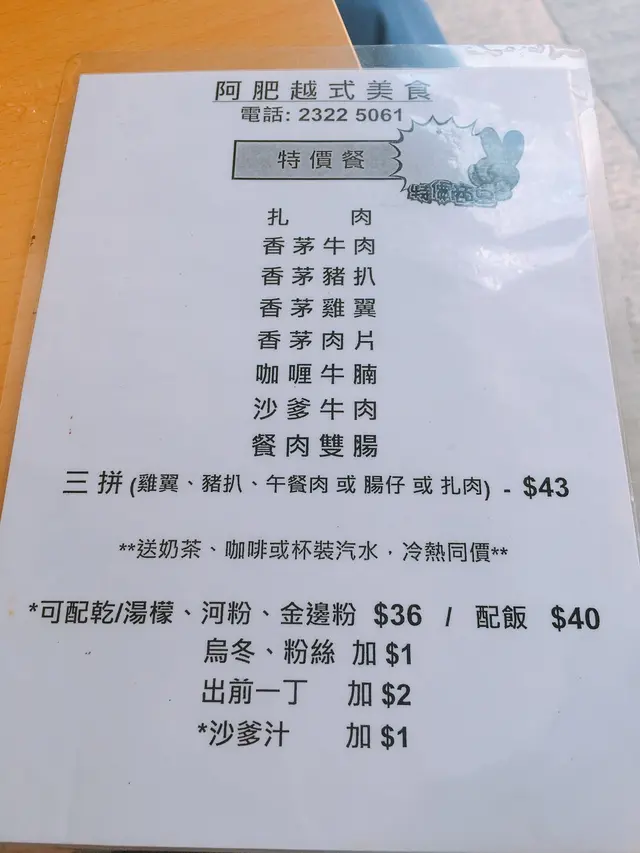 阿肥越式美食
電話: 2322 5061
特價餐
扎 肉
香茅牛肉
香茅豬扒
香茅雞翼
香茅肉片
咖喱牛腩
沙爹牛肉
餐肉雙腸
三拼 (雞翼、豬扒、午餐肉 或 腸仔 或 扎肉) - $43
**送奶茶、咖啡或杯裝汽水，冷熱同價**
*可配乾/湯檬、河粉、金邊粉 $36 / 配飯 $40
烏冬、粉絲 加 $1
出前一丁 加 $2
*沙爹汁 加 $1